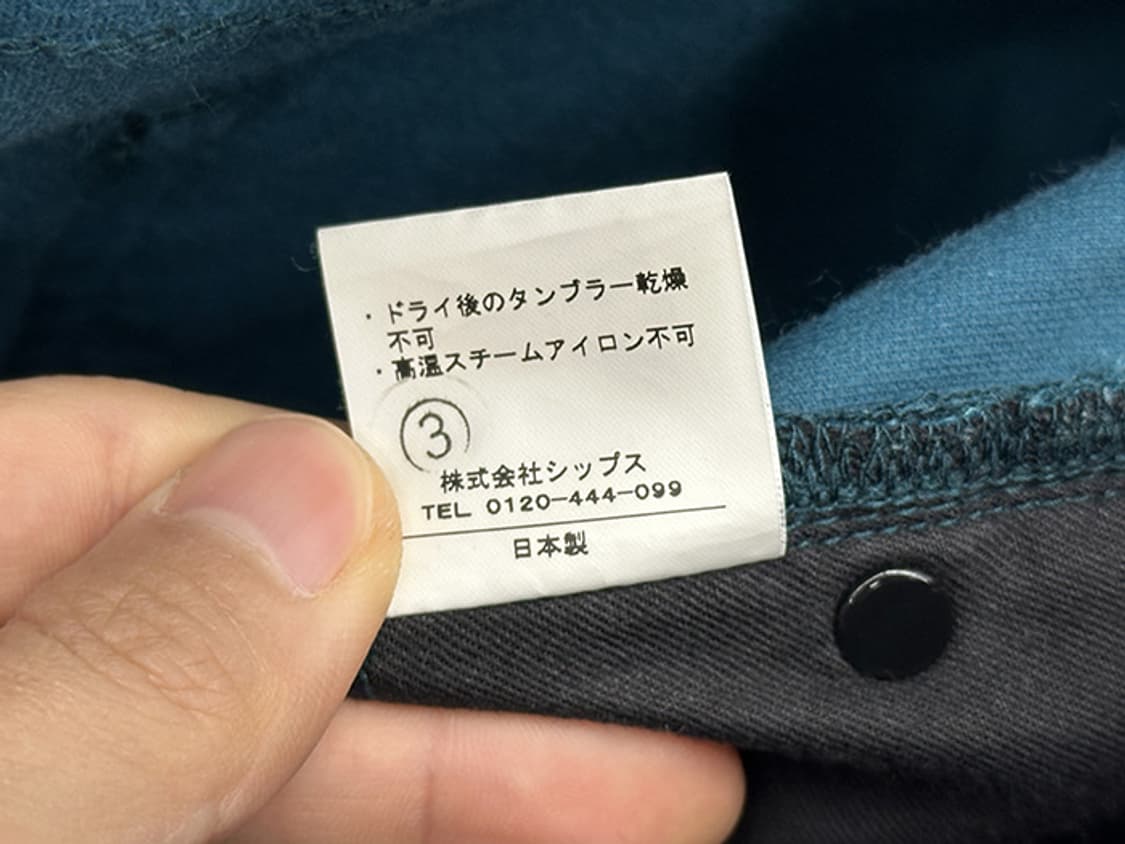 ・ドライ後のタンブラー乾燥
不可
・高温スチームアイロン不可
③
株式会社シップス
TEL 0120-444-099
日本製